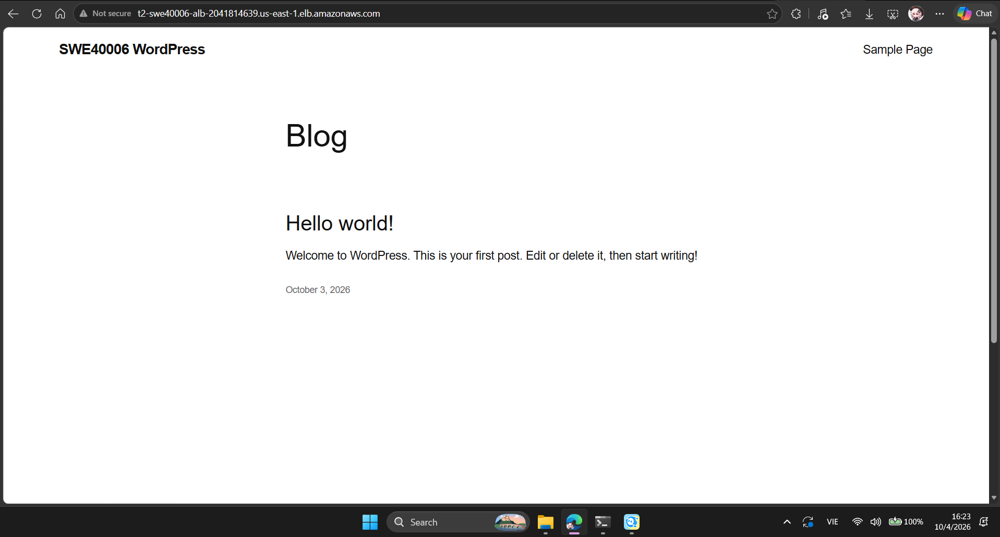 Not secure t2-swe40006-alb-2041814639.us-east-1.elb.amazonaws.com
Chat
SWE40006 WordPress
Sample Page
Blog
Hello world!
Welcome to WordPress. This is your first post. Edit or delete it, then start writing!
October 3, 2026
Search
VIE
100%
16:23
10/4/2026